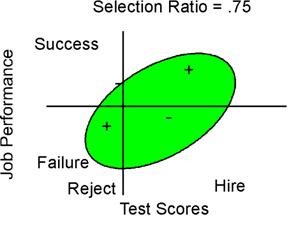 Selection Ratio = .75
Success
Job Performance
+
-
+
-
Failure
Reject
Hire
Test Scores